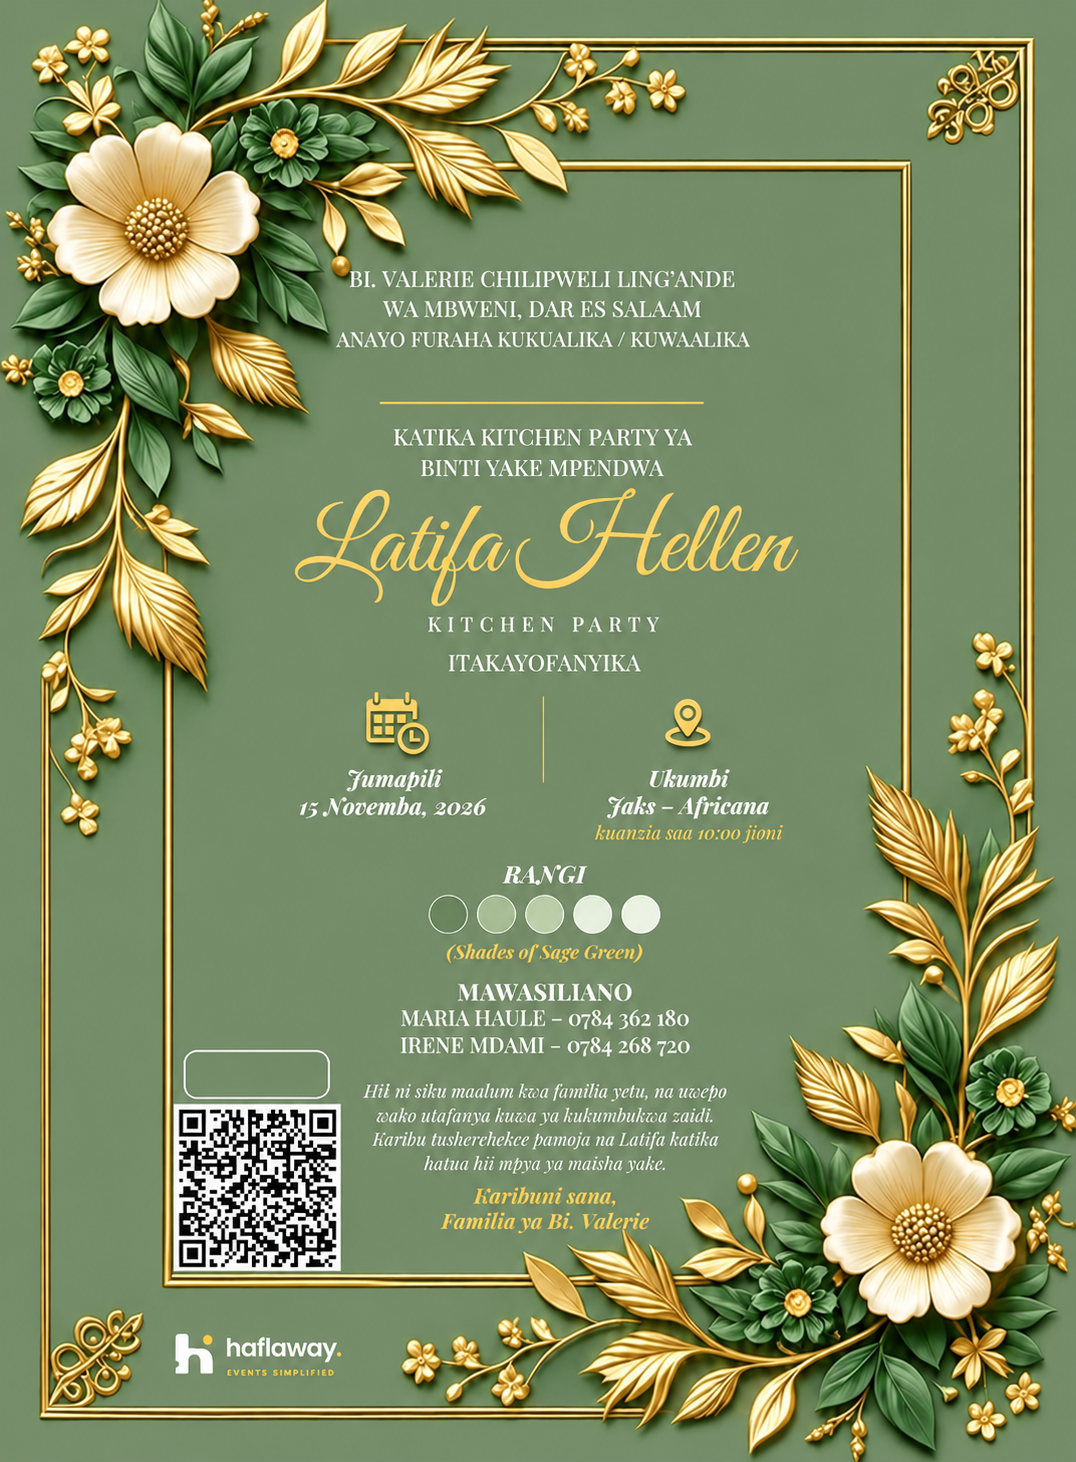 BI. VALERIE CHILIPWELI LING'ANDE
WA MBWENI, DAR ES SALAAM
ANAYO FURAHA KUKUALIKA / KUWAALIKA
KATIKA KITCHEN PARTY YA
BINTI YAKE MPENDWA
Latifa Hellen
KITCHEN PARTY
ITAKAYOFANYIKA
Jumapili
15 Novemba, 2026
Ukumbi
Jaks – Africana
kuanzia saa 10:00 jioni
RANGI
(Shades of Sage Green)
MAWASILIANO
MARIA HAULE – 0784 362 180
IRENE MDAMI – 0784 268 720
Hii ni siku maalum kwa familia yetu, na uwepo
wako utafanya kuwa ya kukumbukwa zaidi.
Karibu tusherehekee pamoja na Latifa katika
hatua hii mpya ya maisha yake.
Karibuni sana,
Familia ya Bi. Valerie
haflaway.
EVENTS SIMPLIFIED